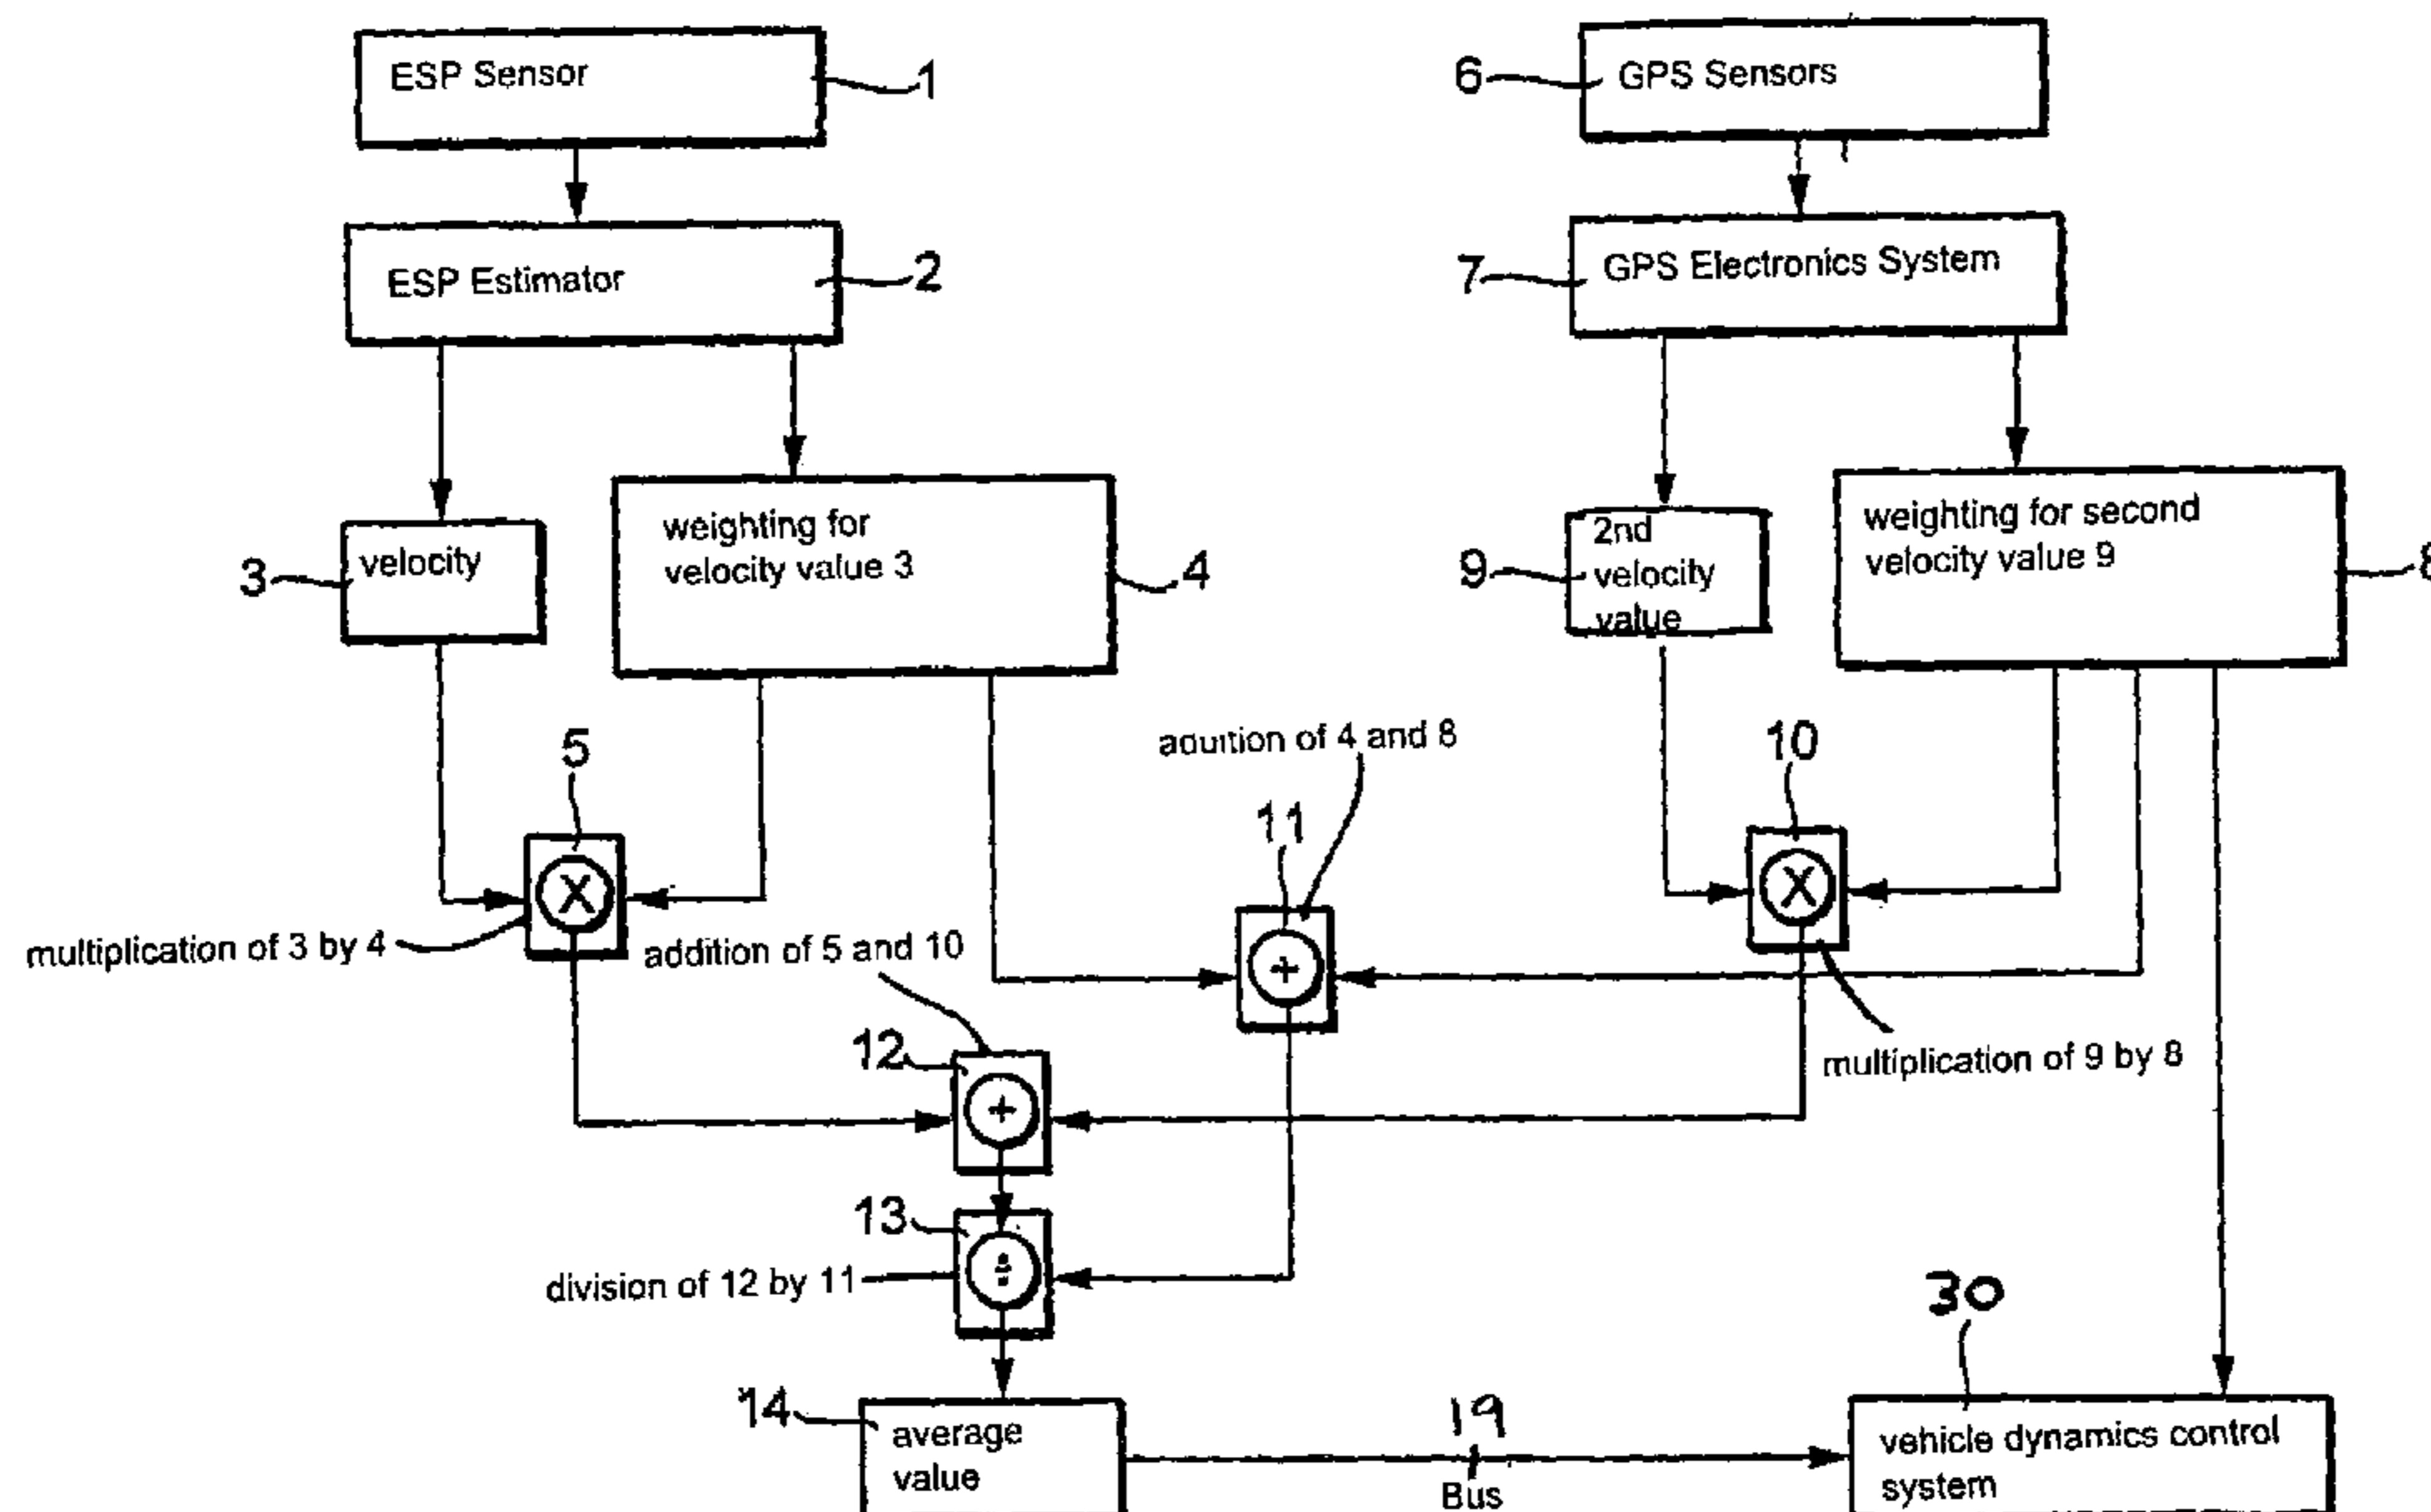 ESP Sensor
1
6
GPS Sensors
ESP Estimator
2
7
GPS Electronics System
3
velocity
weighting for
velocity value 3
4
9
2nd
velocity
value
weighting for second
velocity value 9
8
5
addition of 4 and 8
10
11
X
X
multiplication of 3 by 4
addition of 5 and 10
+
12
+
multiplication of 9 by 8
13
÷
division of 12 by 11
30
14
average
value
19
Bus
vehicle dynamics control
system